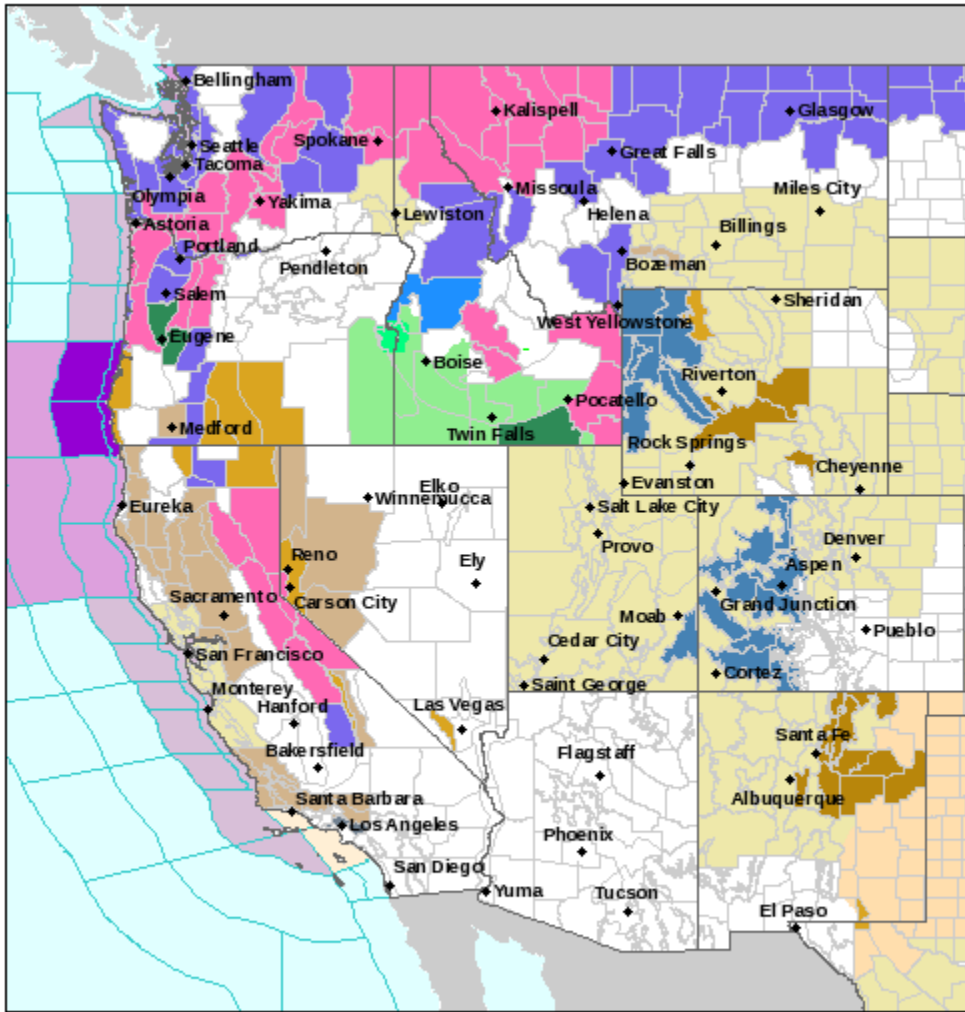 Bellingham
Kalispell
Glasgow
Seattle
Spokane
Great Falls
Tacoma
Missoula
Miles City
Olympia
Yakima
Lewiston
Helena
Astoria
Billings
Portland
Pendleton
Bozeman
Salem
Sheridan
West Yellowstone
Eugene
Boise
Riverton
Pocatello
Medford
Twin Falls
Rock Springs
Cheyenne
Elko
Evanston
Winnemucca
Eureka
Salt Lake City
Provo
Denver
Reno
Ely
Aspen
Sacramento
Carson City
Grand Junction
Moab
Pueblo
Cedar City
San Francisco
Cortez
Saint George
Monterey
Hanford
Las Vegas
Santa Fe
Bakersfield
Flagstaff
Albuquerque
Santa Barbara
Los Angeles
Phoenix
San Diego
Yuma
Tucson
El Paso